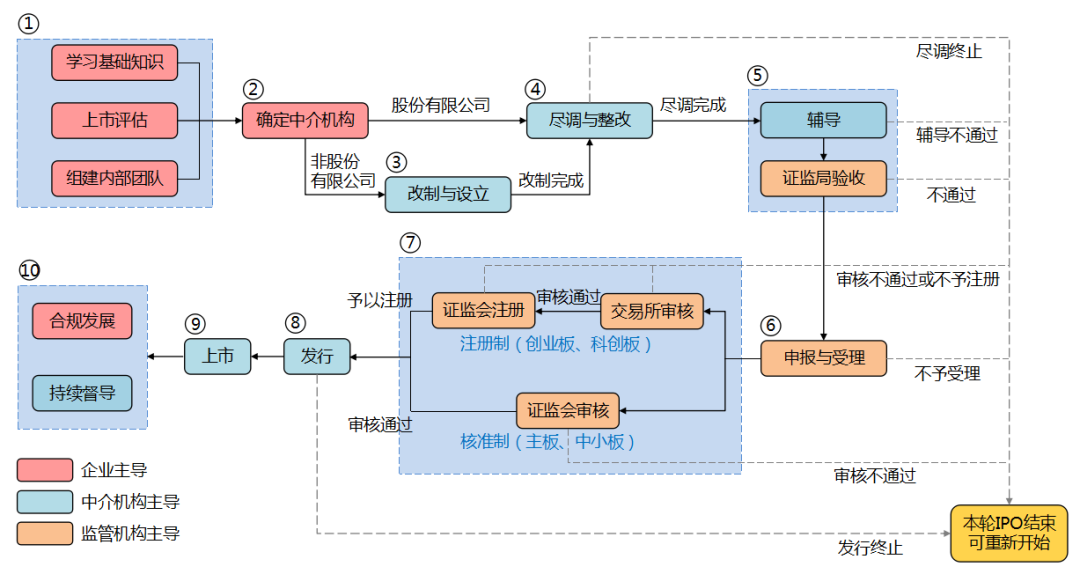 ①
学习基础知识
上市评估
组建内部团队
②
确定中介机构
股份有限公司
非股份
有限公司
③
改制与设立
改制完成
④
尽调与整改
尽调完成
尽调终止
⑤
辅导
辅导不通过
证监局验收
不通过
⑥
申报与受理
不予受理
⑦
审核不通过或不予注册
证监会注册
审核通过
交易所审核
注册制（创业板、科创板）
予以注册
证监会审核
核准制（主板、中小板）
审核通过
审核不通过
⑧
发行
发行终止
⑨
上市
⑩
合规发展
持续督导
企业主导
中介机构主导
监管机构主导
本轮IPO结束
可重新开始